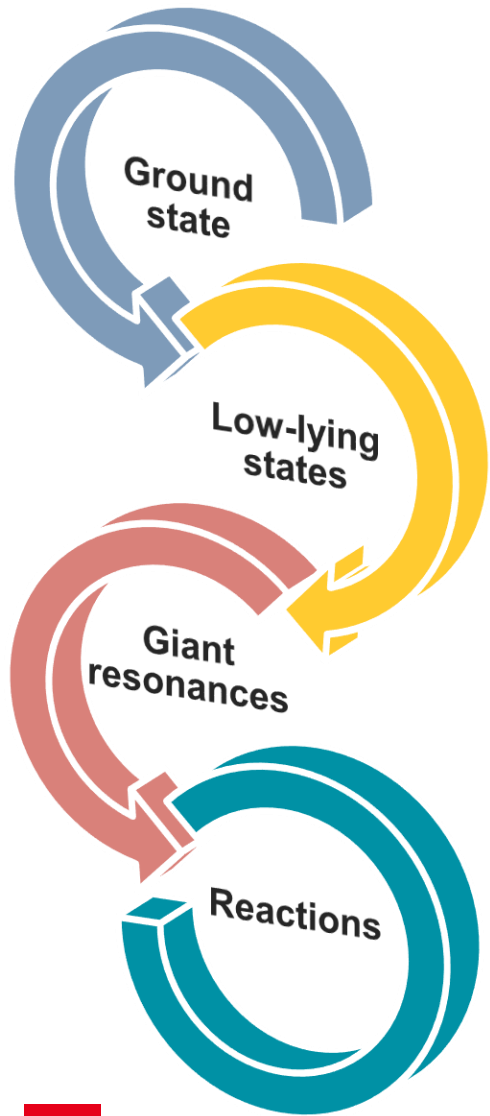 Ground
state
Low-lying
states
Giant
resonances
Reactions